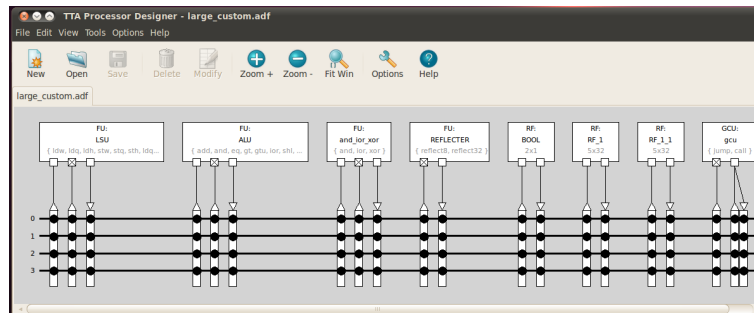 TTA Processor Designer - large_custom.adf
File Edit View Tools Options Help
New Open Save Delete Modify Zoom + Zoom - Fit Win Options Help
large_custom.adf
FU: FU: FU: FU: RF: RF: RF: GCU:
LSU ALU and_ior_xor REFLECTER BOOL RF_1 RF_1_1 gcu
{ ldw, ldq, ldh, stw, stq, sth, ldq... { add, and, eq, gt, gtu, ior, shl, ... { and, ior, xor } { reflect8, reflect32 } 2x1 5x32 5x32 { jump, call }
0
1
2
3